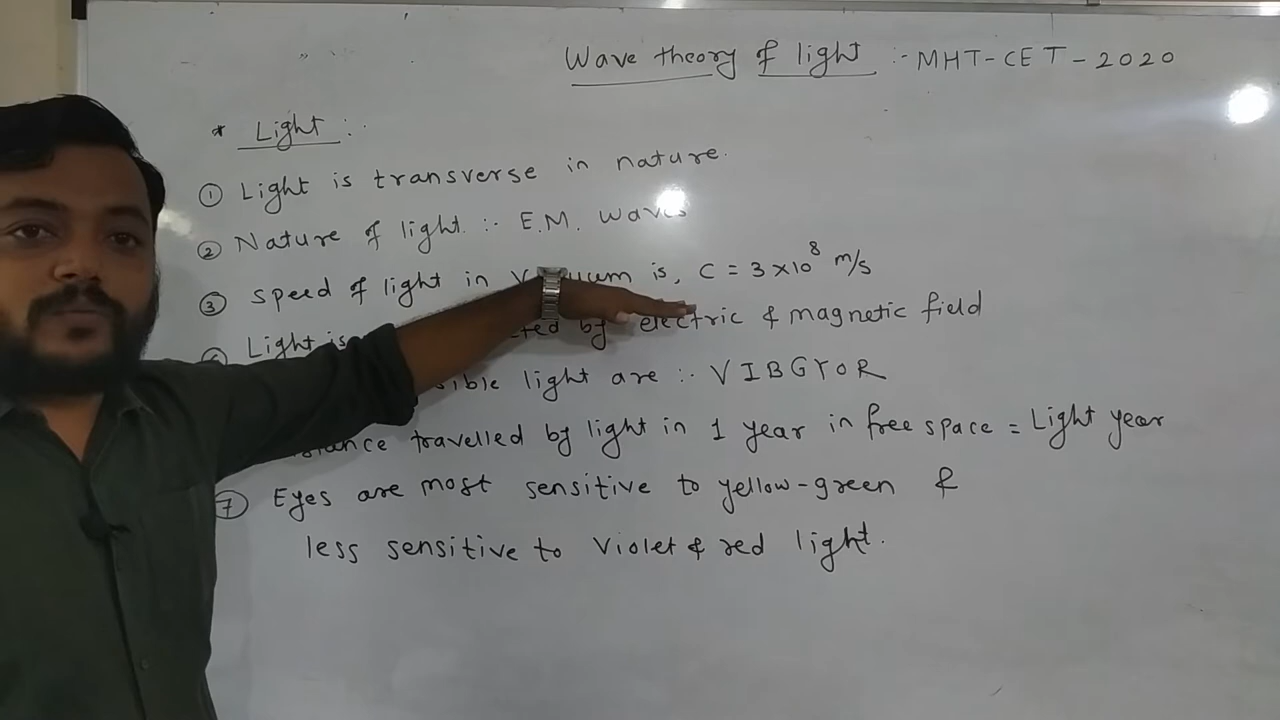 Wave theory of light :- MHT-CET-2020
* Light :-
① Light is transverse in nature.
② Nature of light :- E.M. Waves
③ Speed of light in is, C = 3×10⁸ m/s
Light is by electric & magnetic field
light are :- VIBGYOR
travelled by light in 1 year in free space = Light year
⑦ Eyes are most sensitive to yellow-green &
less sensitive to Violet & red light.